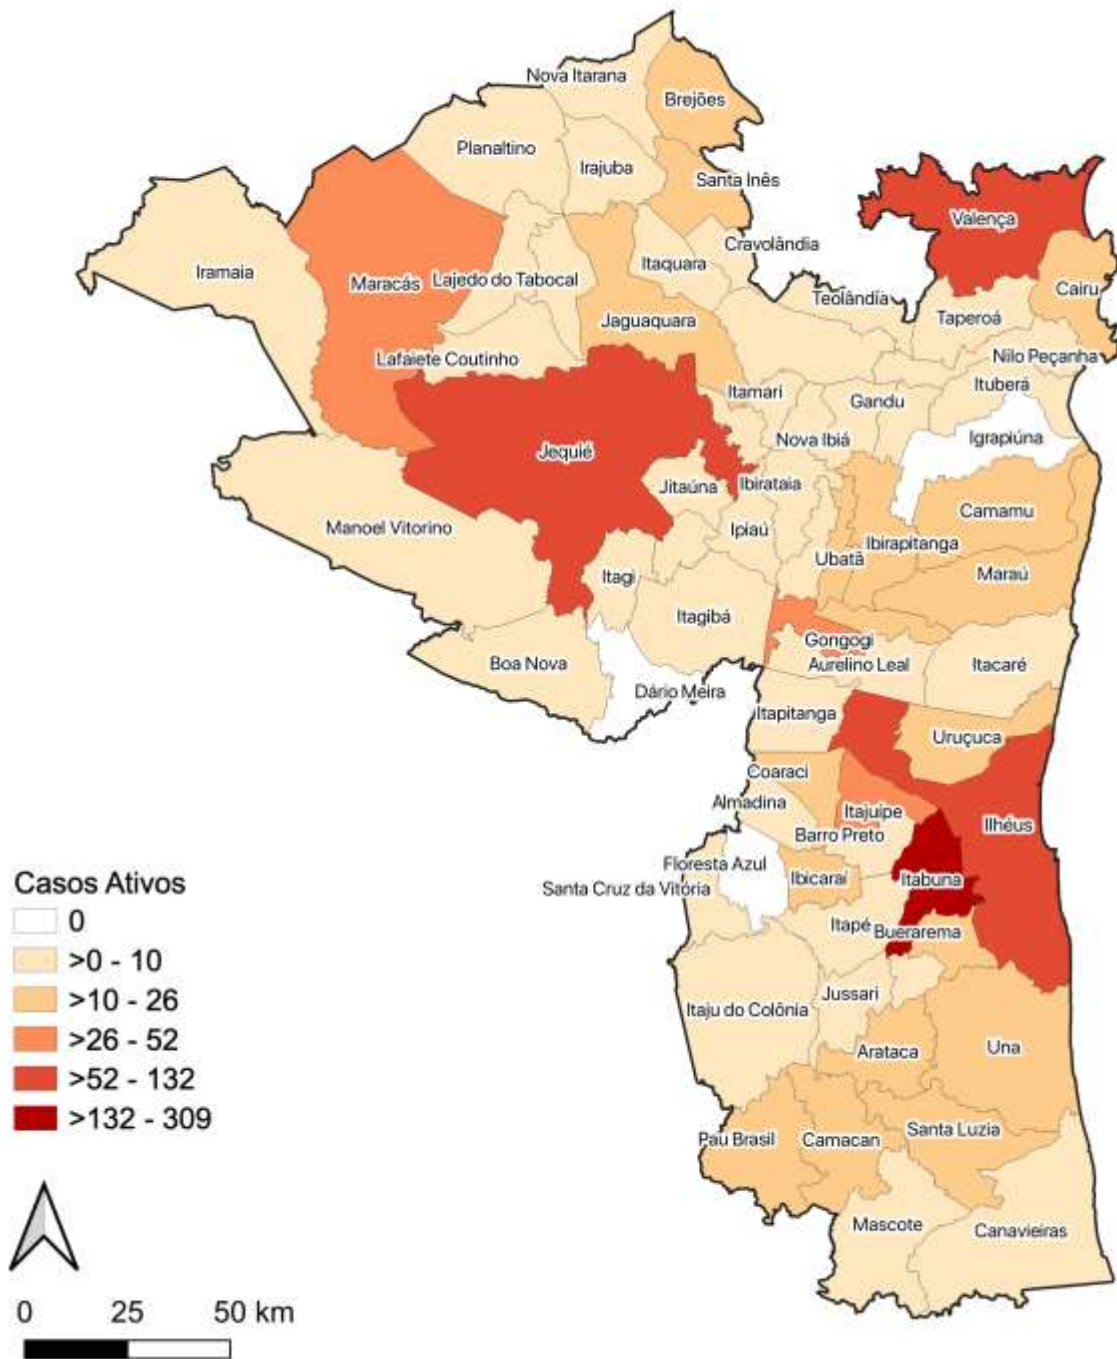 Nova Itarana
Brejões
Planaltino
Irajuba
Santa Inês
Valença
Cravolândia
Iramaia
Maracás
Lajedo do Tabocal
Itaquara
Cairu
Teolândia
Taperoá
Jaguaquara
Lafaiete Coutinho
Nilo Peçanha
Itamari
Gandu
Ituberá
Nova Ibiá
Igrapiúna
Jequié
Jitaúna
Ibirataia
Camamu
Manoel Vitorino
Ipiaú
Ibirapitanga
Ubatã
Maraú
Itagi
Itagibá
Gongogi
Boa Nova
Aurelino Leal
Itacaré
Dário Meira
Itapitanga
Uruçuca
Coaraci
Almadina
Itajuípe
Ilhéus
Barro Preto
Floresta Azul
Ibicaraí
Itabuna
Santa Cruz da Vitória
Itapé
Buerarema
Jussari
Itaju do Colônia
Arataca
Una
Pau Brasil
Camacan
Santa Luzia
Mascote
Canavieiras
Casos Ativos
0
>0 - 10
>10 - 26
>26 - 52
>52 - 132
>132 - 309
0 25 50 km